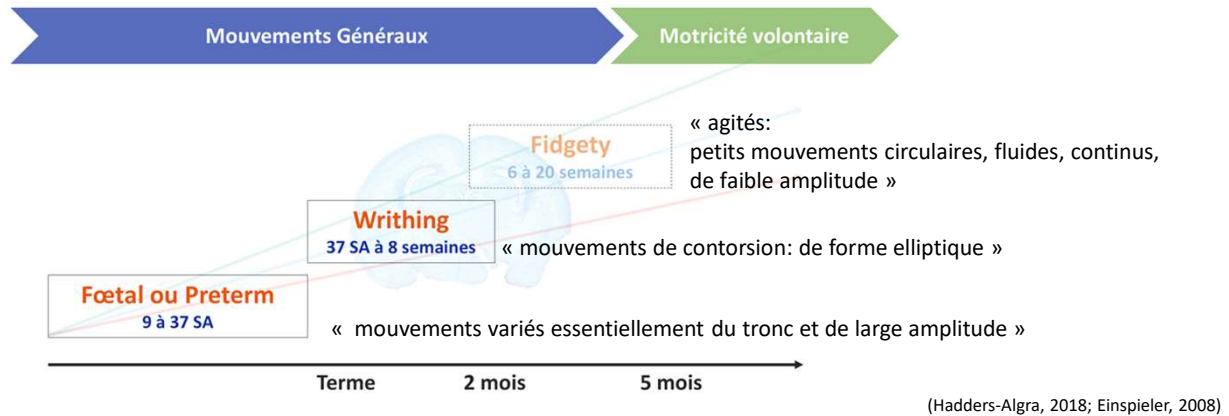 Mouvements Généraux
Motricité volontaire
Fidgety
6 à 20 semaines
« agités:
petits mouvements circulaires, fluides, continus,
de faible amplitude »
Writhing
37 SA à 8 semaines
« mouvements de contorsion: de forme elliptique »
Fœtal ou Preterm
9 à 37 SA
« mouvements variés essentiellement du tronc et de large amplitude »
Terme
2 mois
5 mois
(Hadders-Algra, 2018; Einspieler, 2008)